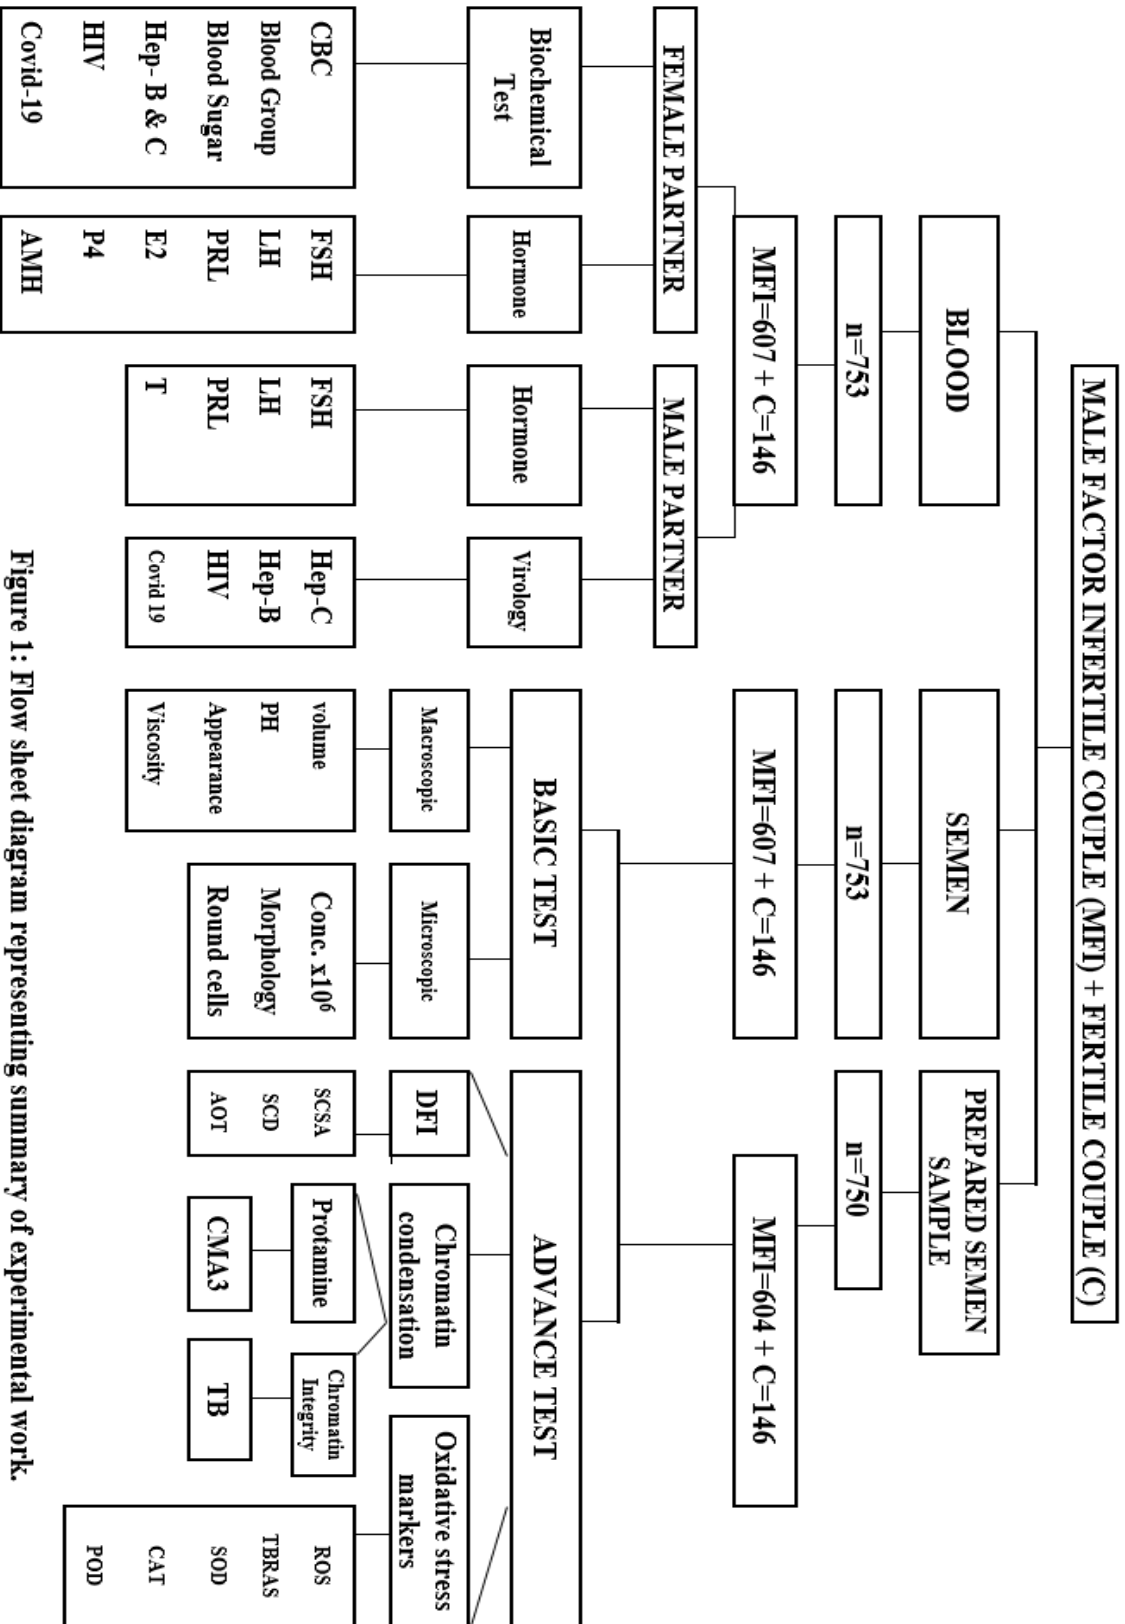 MALE FACTOR INFERTILE COUPLE (MFI) + FERTILE COUPLE (C)
BLOOD
SEMEN
PREPARED SEMEN
SAMPLE
n=753
n=753
n=750
MFI=607 + C=146
MFI=607 + C=146
MFI=604 + C=146
FEMALE PARTNER
MALE PARTNER
BASIC TEST
ADVANCE TEST
Biochemical
Test
Hormone
Hormone
Virology
Macroscopic
Microscopic
DFI
Chromatin
condensation
Oxidative stress
markers
CBC
Blood Group
Blood Sugar
Hep- B & C
HIV
Covid-19
FSH
LH
PRL
E2
P4
AMH
FSH
LH
PRL
T
Hep-C
Hep-B
HIV
Covid 19
volume
PH
Appearance
Viscosity
Conc. x10⁶
Morphology
Round cells
SCSA
SCD
AOT
Protamine
CMA3
Chromatin
Integrity
TB
ROS
TBRAS
SOD
CAT
POD
Figure 1: Flow sheet diagram representing summary of experimental work.